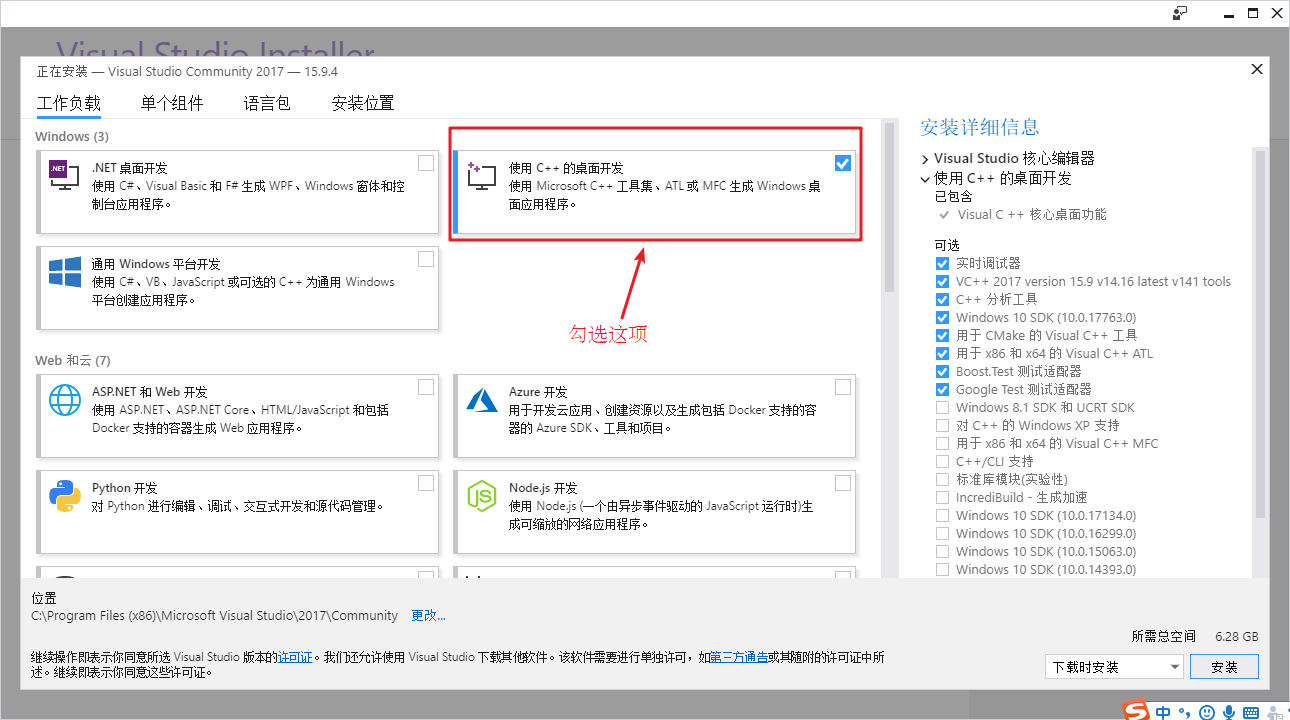 Visual Studio Installer
正在安装 — Visual Studio Community 2017 — 15.9.4
工作负载 单个组件 语言包 安装位置
Windows (3)
.NET
.NET 桌面开发
使用 C#、Visual Basic 和 F# 生成 WPF、Windows 窗体和控
制台应用程序。
使用 C++ 的桌面开发
使用 Microsoft C++ 工具集、ATL 或 MFC 生成 Windows 桌
面应用程序。
通用 Windows 平台开发
使用 C#、VB、JavaScript 或可选的 C++ 为通用 Windows
平台创建应用程序。
勾选这项
Web 和云 (7)
ASP.NET 和 Web 开发
使用 ASP.NET、ASP.NET Core、HTML/JavaScript 和包括
Docker 支持的容器生成 Web 应用程序。
Azure 开发
用于开发云应用、创建资源以及生成包括 Docker 支持的容
器的 Azure SDK、工具和项目。
Python 开发
对 Python 进行编辑、调试、交互式开发和源代码管理。
JS
Node.js 开发
使用 Node.js (一个由异步事件驱动的 JavaScript 运行时)生
成可缩放的网络应用程序。
安装详细信息
Visual Studio 核心编辑器
使用 C++ 的桌面开发
已包含
Visual C ++ 核心桌面功能
可选
实时调试器
VC++ 2017 version 15.9 v14.16 latest v141 tools
C++ 分析工具
Windows 10 SDK (10.0.17763.0)
用于 CMake 的 Visual C++ 工具
用于 x86 和 x64 的 Visual C++ ATL
Boost.Test 测试适配器
Google Test 测试适配器
Windows 8.1 SDK 和 UCRT SDK
对 C++ 的 Windows XP 支持
用于 x86 和 x64 的 Visual C++ MFC
C++/CLI 支持
标准库模块(实验性)
IncrediBuild - 生成加速
Windows 10 SDK (10.0.17134.0)
Windows 10 SDK (10.0.16299.0)
Windows 10 SDK (10.0.15063.0)
Windows 10 SDK (10.0.14393.0)
位置
C:\Program Files (x86)\Microsoft Visual Studio\2017\Community 更改...
所需总空间 6.28 GB
继续操作即表示你同意所选 Visual Studio 版本的许可证。我们还允许使用 Visual Studio 下载其他软件。该软件需要进行单独许可，如第三方通告或其随附的许可证中所
述。继续即表示你同意这些许可证。
下载时安装 安装
S 中